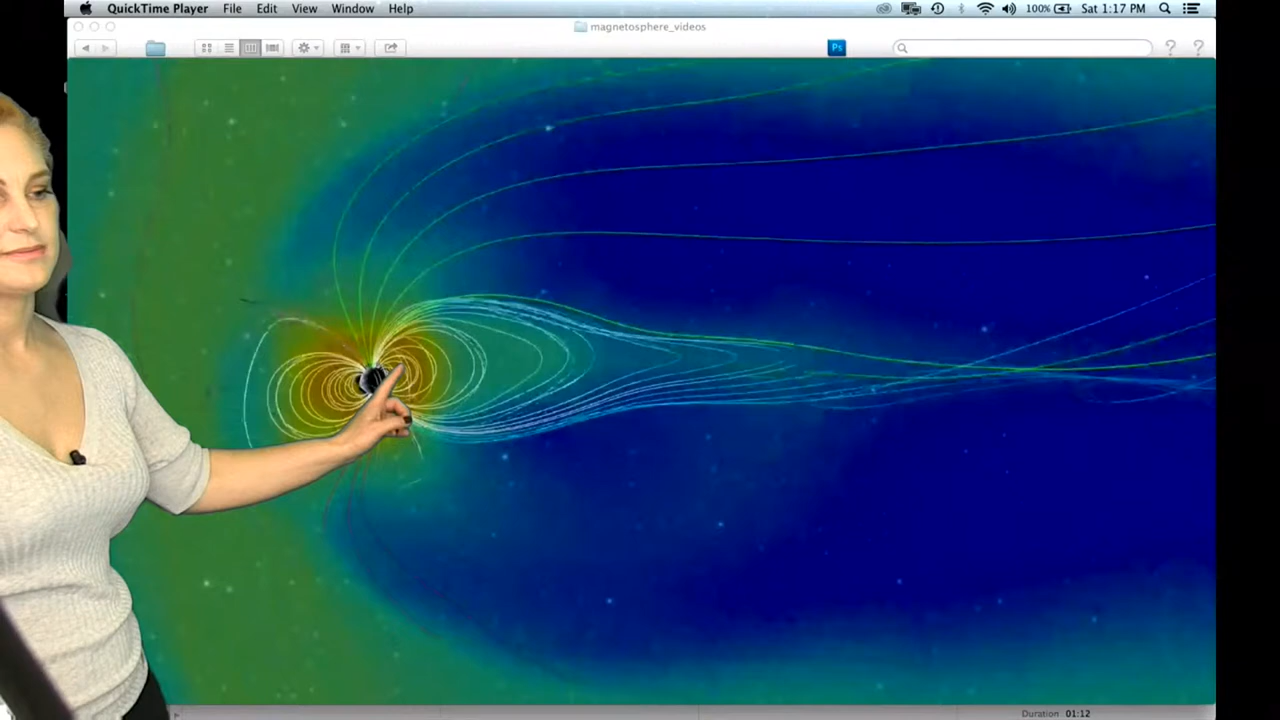 QuickTime Player File Edit View Window Help 100% Sat 1:17 PM
magnetosphere_videos
Ps
Duration 01:12